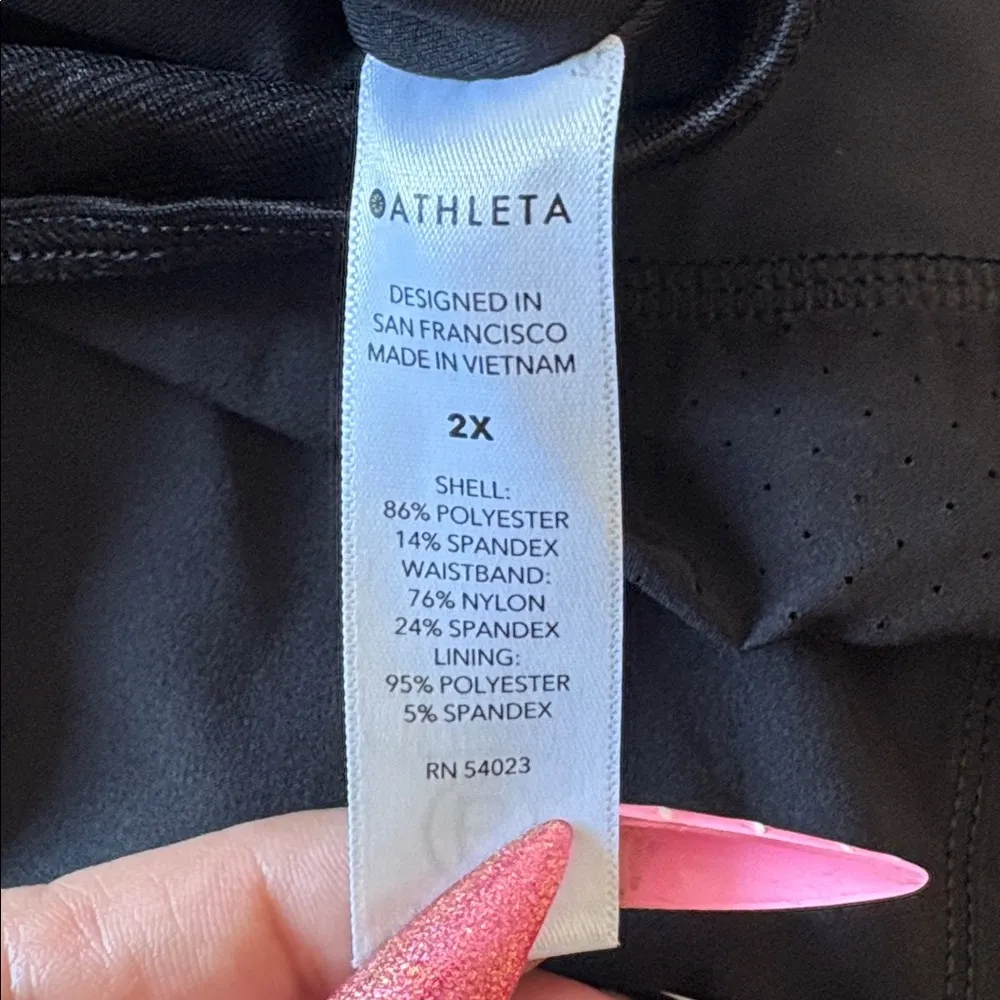 ATHLETA
DESIGNED IN
SAN FRANCISCO
MADE IN VIETNAM
2X
SHELL:
86% POLYESTER
14% SPANDEX
WAISTBAND:
76% NYLON
24% SPANDEX
LINING:
95% POLYESTER
5% SPANDEX
RN 54023